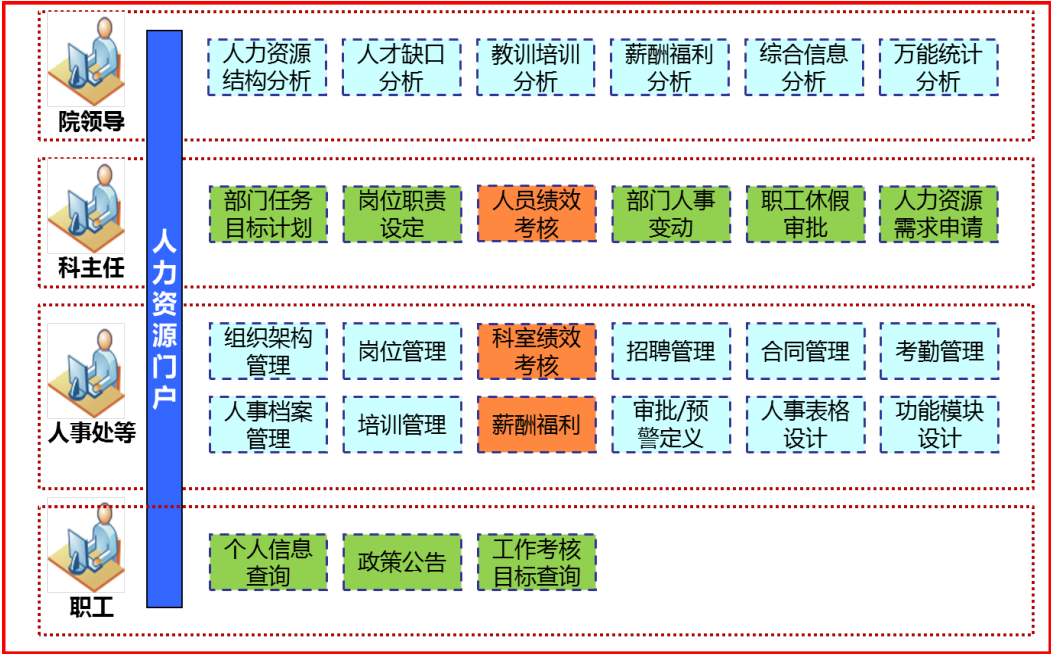 人力资源
结构分析
人才缺口
分析
教训培训
分析
薪酬福利
分析
综合信息
分析
万能统计
分析
院领导
部门任务
目标计划
岗位职责
设定
人员绩效
考核
部门人事
变动
职工休假
审批
人力资源
需求申请
科主任
人力资源门户
组织架构
管理
岗位管理
科室绩效
考核
招聘管理
合同管理
考勤管理
人事档案
管理
培训管理
薪酬福利
审批/预
警定义
人事表格
设计
功能模块
设计
人事处等
个人信息
查询
政策公告
工作考核
目标查询
职工